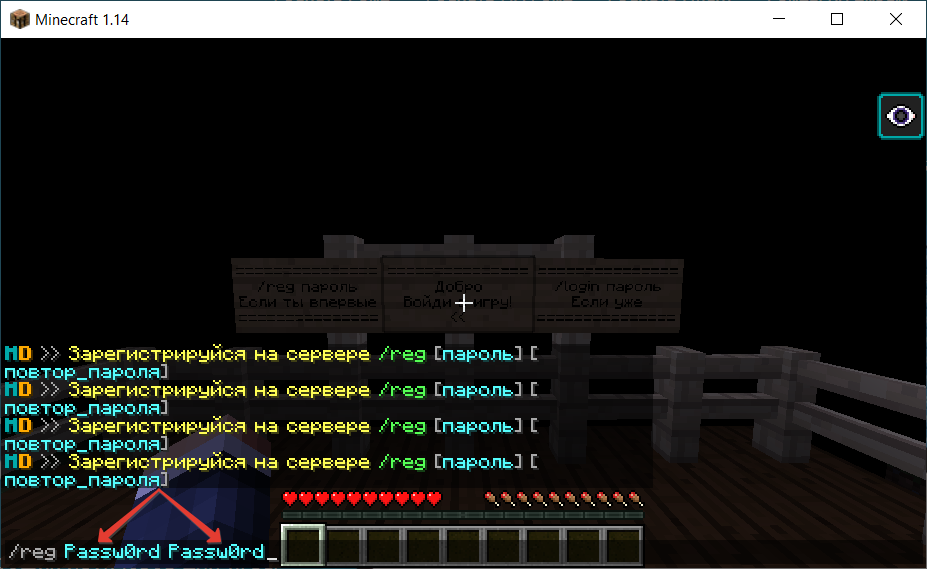 Minecraft 1.14
/reg пароль
Если ты впервые
Добро
Войди игру!
<<
/login пароль
Если уже
MD >> Зарегистрируйся на сервере /reg [пароль] [
повтор_пароля]
MD >> Зарегистрируйся на сервере /reg [пароль] [
повтор_пароля]
MD >> Зарегистрируйся на сервере /reg [пароль] [
повтор_пароля]
MD >> Зарегистрируйся на сервере /reg [пароль] [
повтор_пароля]
/reg Passw0rd Passw0rd_